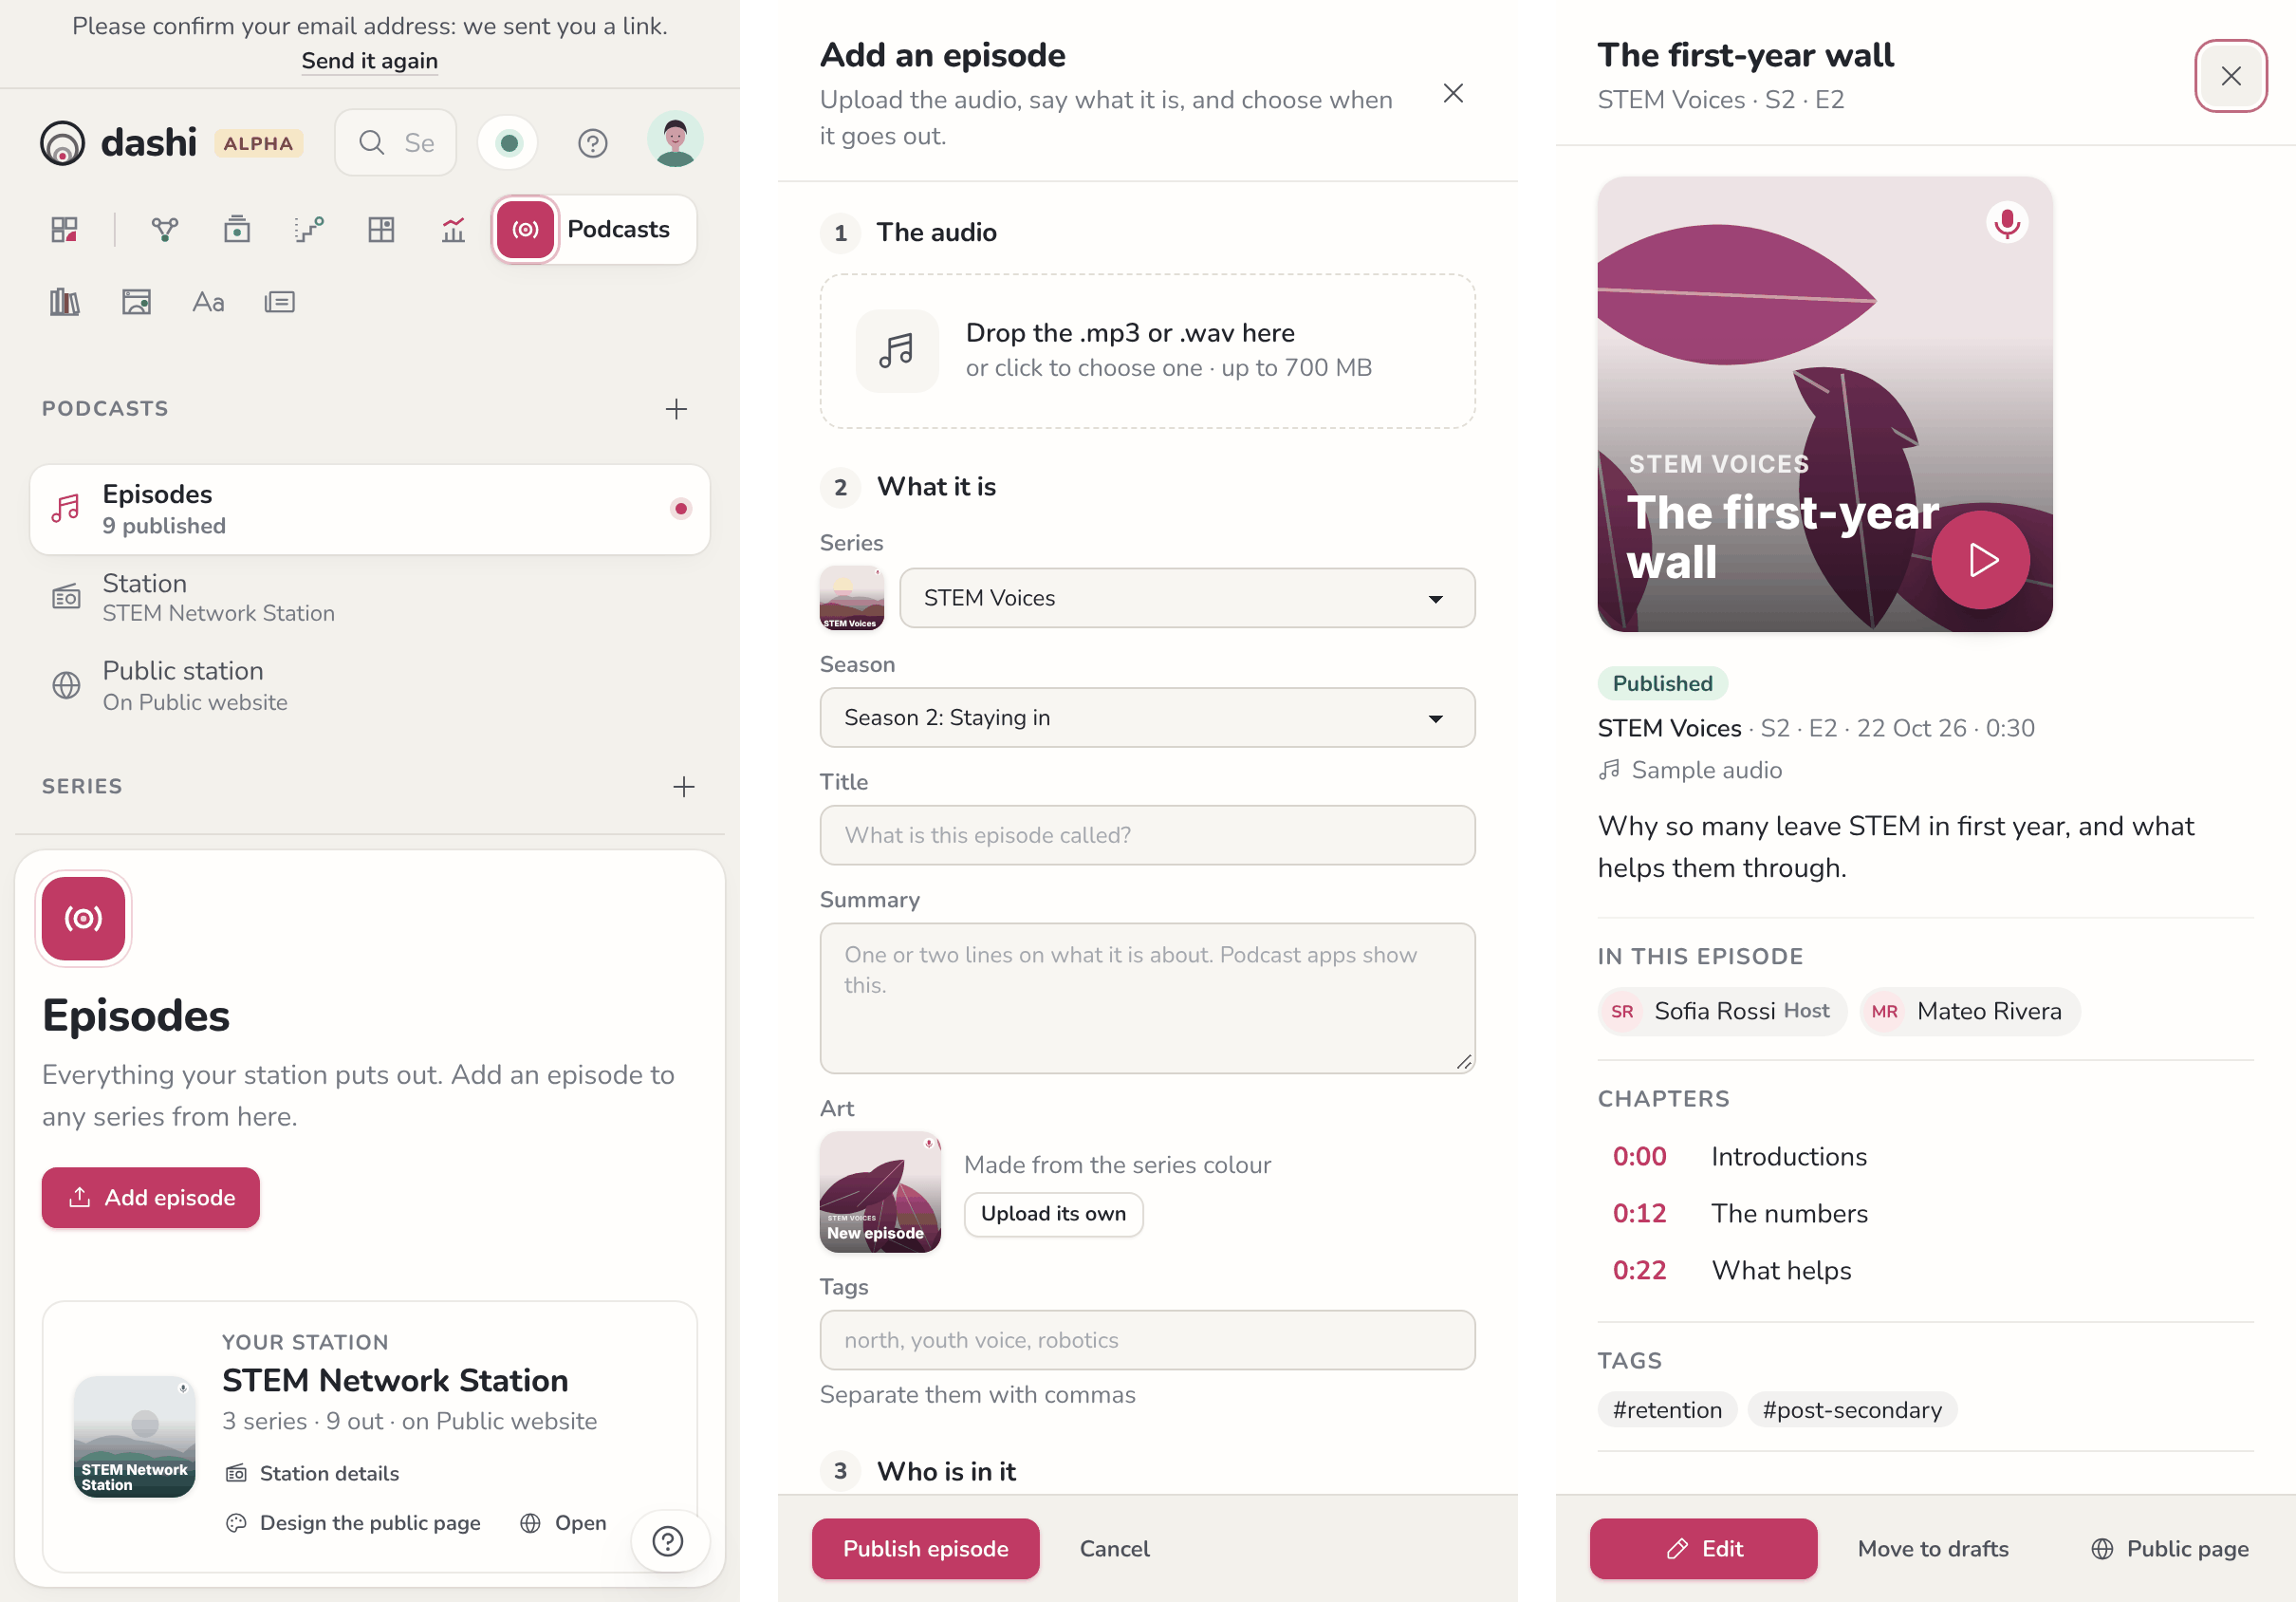 Please confirm your email address: we sent you a link.
Send it again
dashi ALPHA Se
Podcasts
Aa
PODCASTS
Episodes
9 published
Station
STEM Network Station
Public station
On Public website
SERIES
Episodes
Everything your station puts out. Add an episode to
any series from here.
Add episode
YOUR STATION
STEM Network Station
3 series · 9 out · on Public website
STEM Network
Station
Station details
Design the public page Open
Add an episode
Upload the audio, say what it is, and choose when
it goes out.
1 The audio
Drop the .mp3 or .wav here
or click to choose one · up to 700 MB
2 What it is
Series
STEM Voices
STEM Voices
Season
Season 2: Staying in
Title
What is this episode called?
Summary
One or two lines on what it is about. Podcast apps show
this.
Art
STEM VOICES
New episode
Made from the series colour
Upload its own
Tags
north, youth voice, robotics
Separate them with commas
3 Who is in it
Publish episode Cancel
The first-year wall
STEM Voices · S2 · E2
STEM VOICES
The first-year
wall
Published
STEM Voices · S2 · E2 · 22 Oct 26 · 0:30
Sample audio
Why so many leave STEM in first year, and what
helps them through.
IN THIS EPISODE
SR Sofia Rossi Host MR Mateo Rivera
CHAPTERS
0:00 Introductions
0:12 The numbers
0:22 What helps
TAGS
#retention #post-secondary
Edit Move to drafts Public page